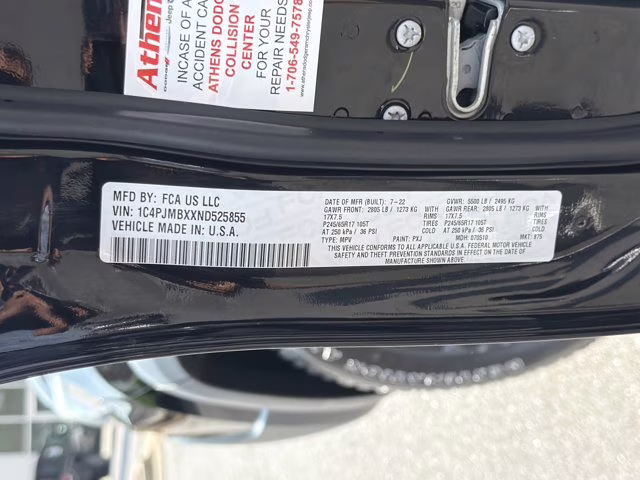 Athens
Jeep
INCASE OF A
ACCIDENT CA
ATHENS DODG
COLLISION
CENTER
FOR YOUR
REPAIR NEEDS
1-706-549-7578
MFD BY: FCA US LLC
VIN: 1C4PJMBXXND525855
VEHICLE MADE IN: U.S.A.
DATE OF MFR (BUILT): 7-22 GVWR: 5500 LB / 2495 KG
GAWR FRONT: 2805 LB / 1273 KG WITH GAWR REAR: 2805 LB / 1273 KG WITH
17X7.5 RIMS 17X7.5 RIMS
P245/65R17 105T TIRES P245/65R17 105T TIRES
AT 250 kPa / 36 PSI COLD AT 250 kPa / 36 PSI COLD
TYPE: MPV PAINT: PXJ MDH: 070510 MKT: 875
THIS VEHICLE CONFORMS TO ALL APPLICABLE U.S.A. FEDERAL MOTOR VEHICLE
SAFETY AND THEFT PREVENTION STANDARDS IN EFFECT ON THE DATE OF
MANUFACTURE SHOWN ABOVE.